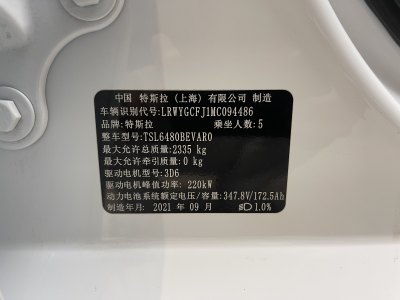 中国 特斯拉(上海)有限公司 制造
车辆识别代号:LRWYGCFJ1MC094486
品牌:特斯拉 乘坐人数:5
整车型号:TSL6480BEVAR0
最大允许总质量:2335 kg
最大允许牵引质量:0 kg
驱动电机型号:3D6
驱动电机峰值功率: 220kW
动力电池系统额定电压/容量:347.8V/172.5Ah
制造年月: 2021 年 09 月 1.0%